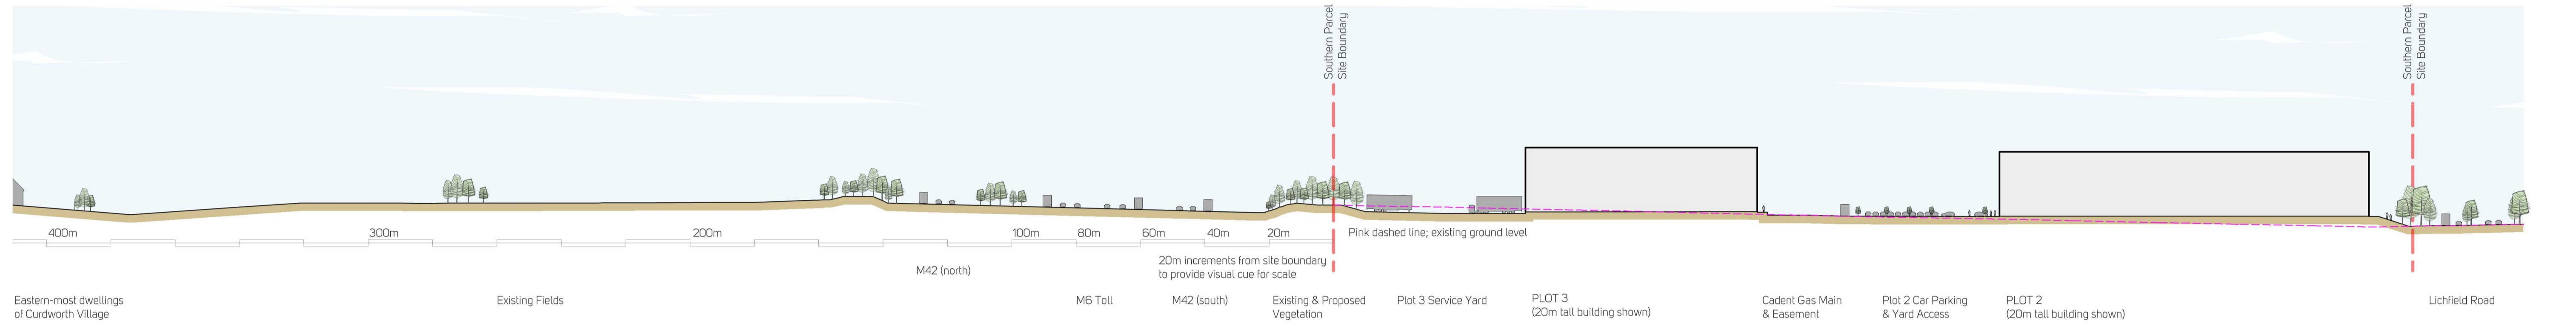 Southern Parcel
Site Boundary
Southern Parcel
Site Boundary
400m
300m
200m
100m
80m
60m
40m
20m
Pink dashed line; existing ground level
20m increments from site boundary
to provide visual cue for scale
M42 (north)
Eastern-most dwellings
of Curdworth Village
Existing Fields
M6 Toll
M42 (south)
Existing & Proposed
Vegetation
Plot 3 Service Yard
PLOT 3
(20m tall building shown)
Cadent Gas Main
& Easement
Plot 2 Car Parking
& Yard Access
PLOT 2
(20m tall building shown)
Lichfield Road